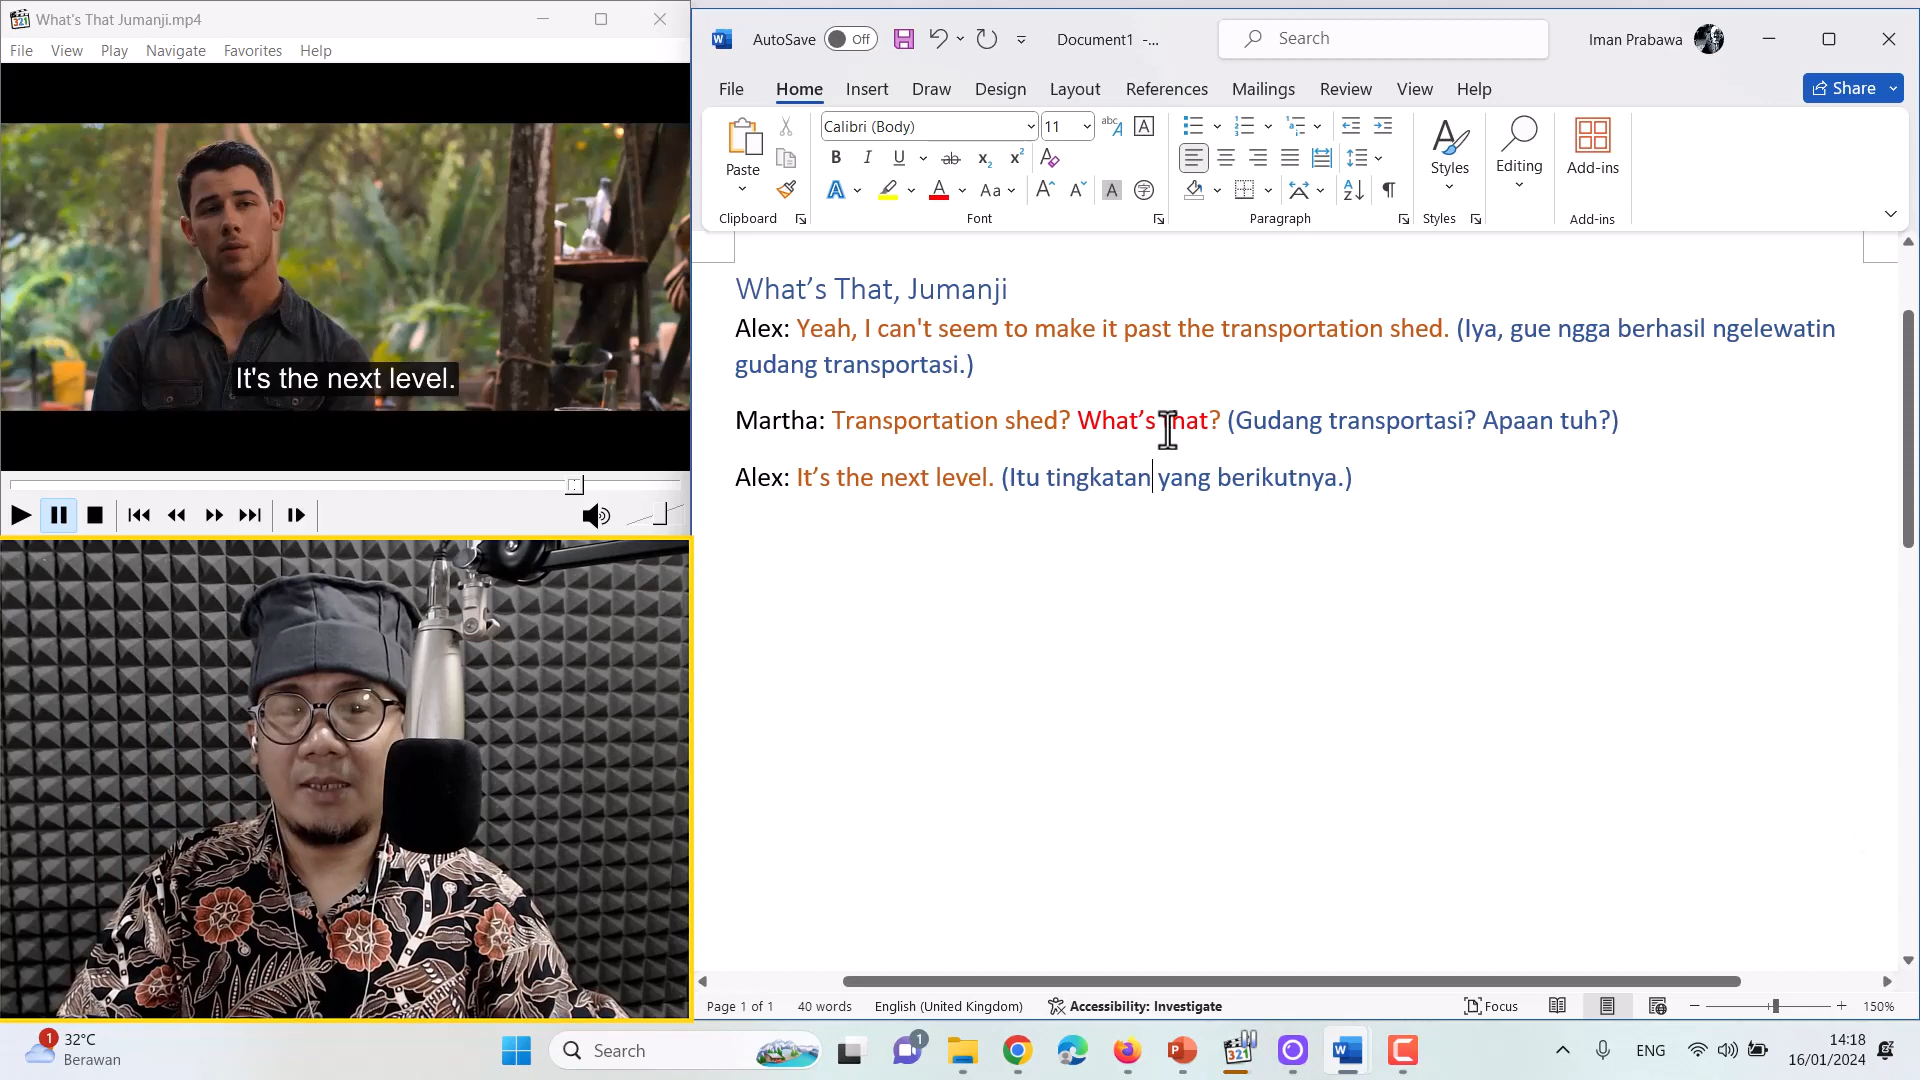 What's That Jumanji.mp4
File View Play Navigate Favorites Help
It's the next level.
AutoSave Off Document1 -... Search Iman Prabawa
File Home Insert Draw Design Layout References Mailings Review View Help Share
Paste
Calibri (Body) 11
Styles Editing Add-ins
Clipboard Font Paragraph Styles Add-ins
What's That, Jumanji
Alex: Yeah, I can't seem to make it past the transportation shed. (Iya, gue ngga berhasil ngelewatin
gudang transportasi.)
Martha: Transportation shed? What's that? (Gudang transportasi? Apaan tuh?)
Alex: It's the next level. (Itu tingkatan yang berikutnya.)
Page 1 of 1 40 words English (United Kingdom) Accessibility: Investigate Focus 150%
1 32°C
Berawan
Search
1
321
ENG
14:18
16/01/2024